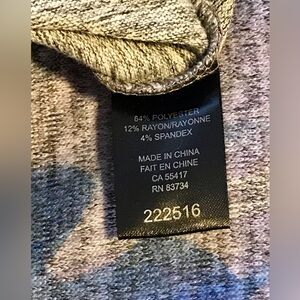 84% POLYESTER
12% RAYON/RAYONNE
4% SPANDEX
MADE IN CHINA
FAIT EN CHINE
CA 55417
RN 83734
222516